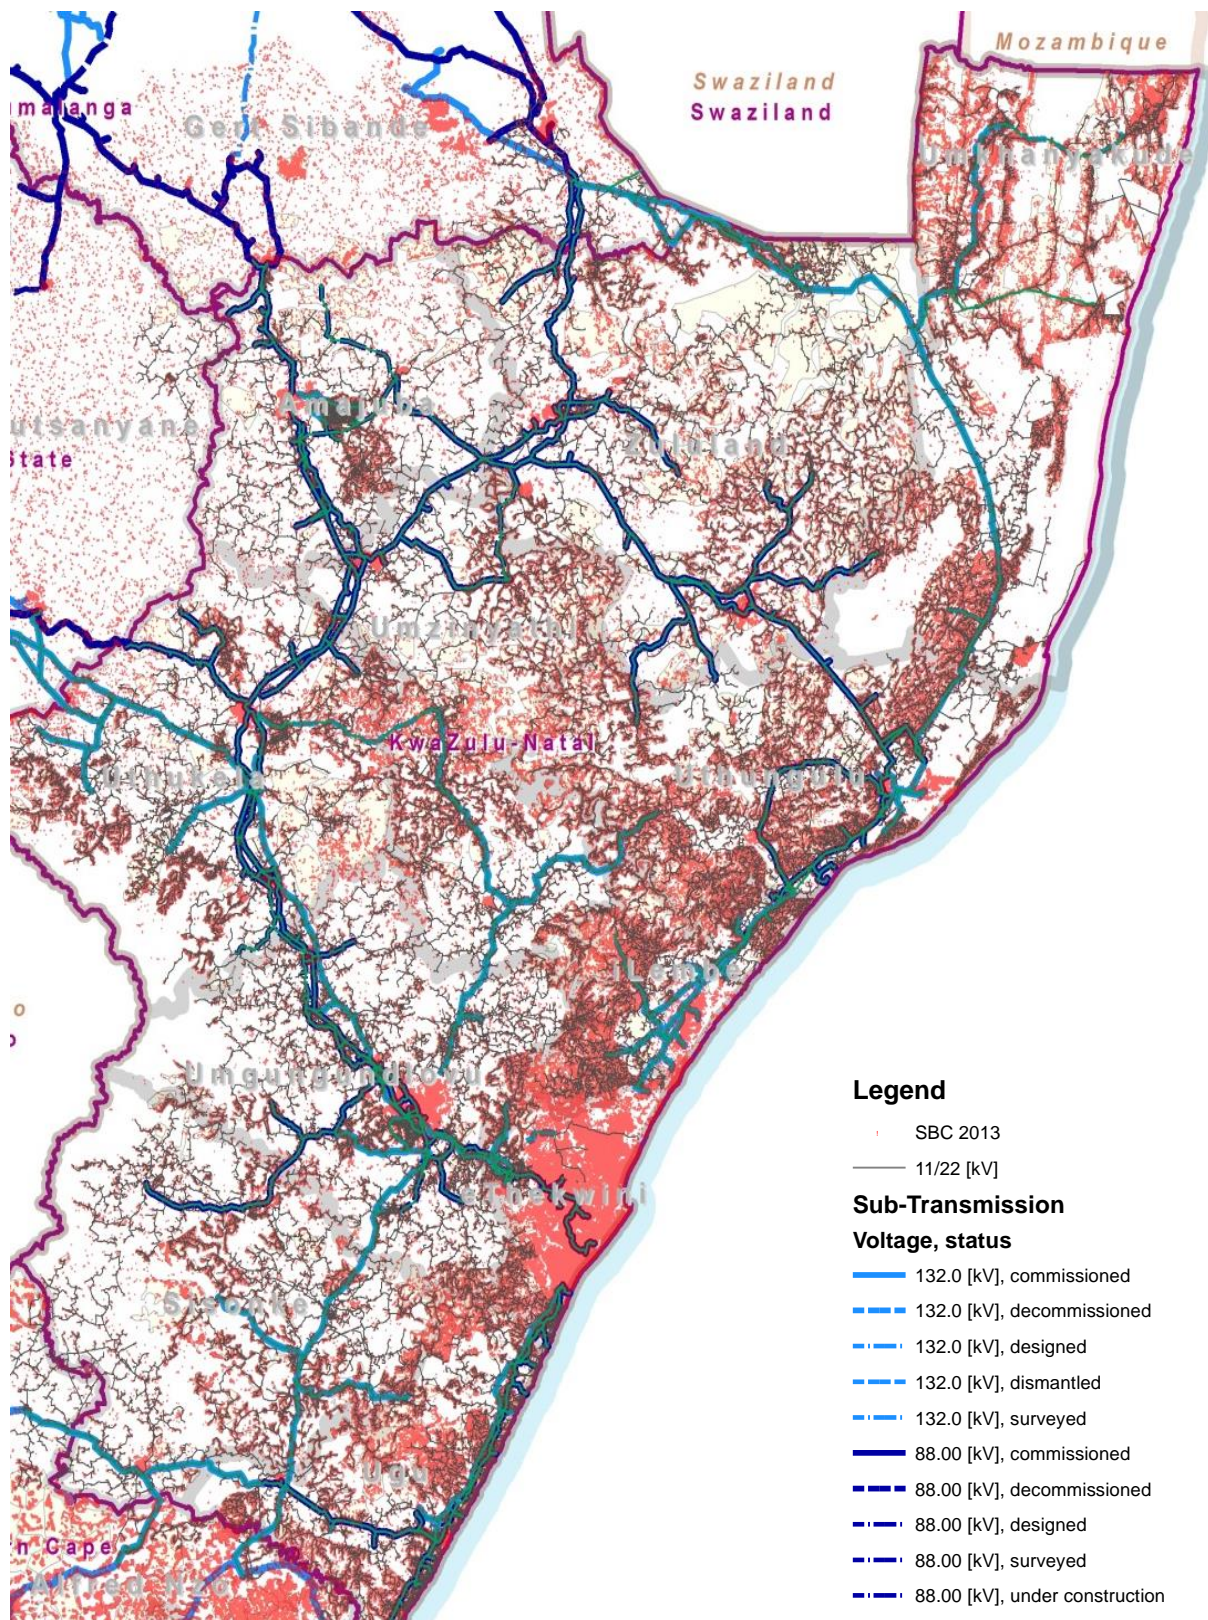 Mozambique
Swaziland
Swaziland
malanga
Gert Sibande
Umkhanyakude
Amajuba
utsanyane
State
Zululand
Umzinyathi
KwaZulu-Natal
Uthukela
Uthungulu
iLembe
o
o
Umgungundlovu
eThekwini
Sisonke
Ugu
n Cape
Alfred Nzo
Legend
SBC 2013
11/22 [kV]
Sub-Transmission
Voltage, status
132.0 [kV], commissioned
132.0 [kV], decommissioned
132.0 [kV], designed
132.0 [kV], dismantled
132.0 [kV], surveyed
88.00 [kV], commissioned
88.00 [kV], decommissioned
88.00 [kV], designed
88.00 [kV], surveyed
88.00 [kV], under construction